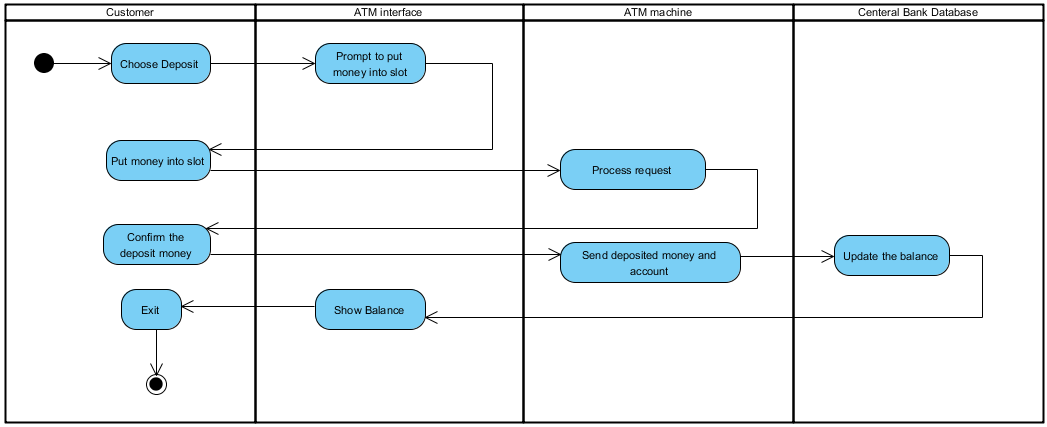 Customer
ATM interface
ATM machine
Centeral Bank Database
Choose Deposit
Prompt to put
money into slot
Put money into slot
Process request
Confirm the
deposit money
Send deposited money and
account
Update the balance
Exit
Show Balance